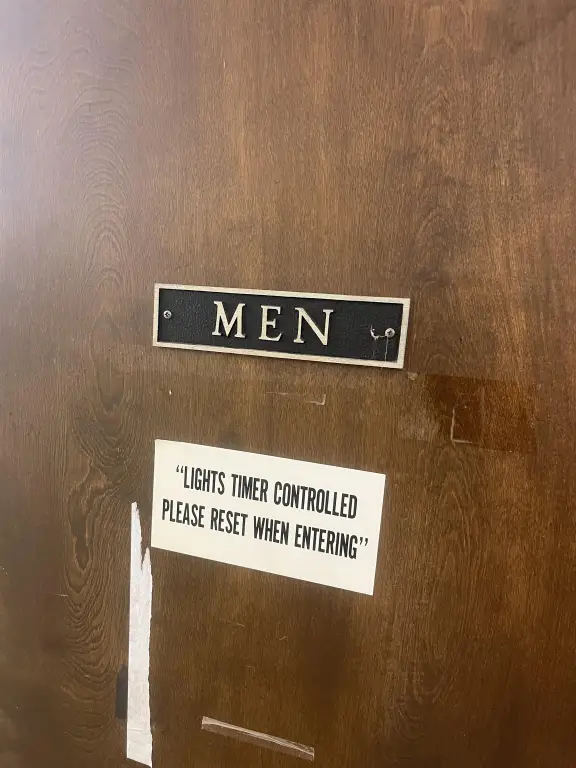 MEN
“LIGHTS TIMER CONTROLLED
PLEASE RESET WHEN ENTERING”